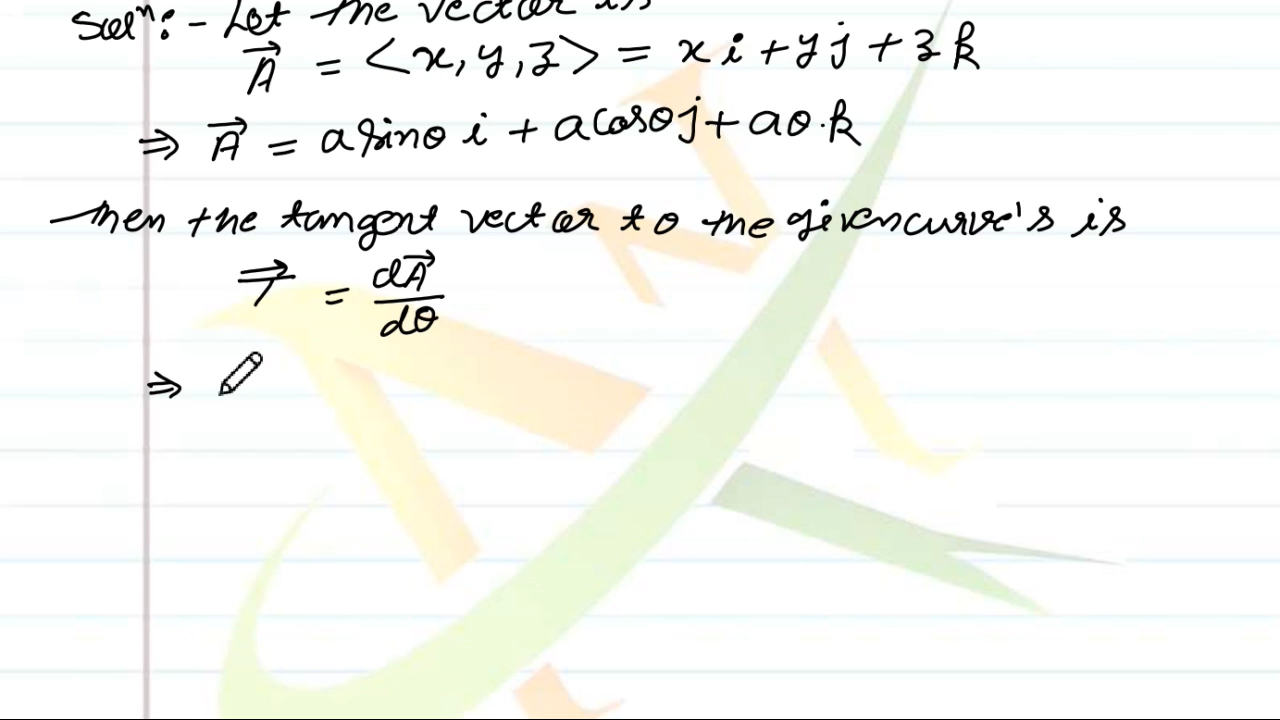 Solⁿ:- Let the vector is
A⃗ = <x, y, z> = x i + y j + z k
⇒ A⃗ = a sinθ i + a cosθ j + aθ.k
Then the tangent vector to the given curve's is
T⃗ = dA⃗/dθ
⇒